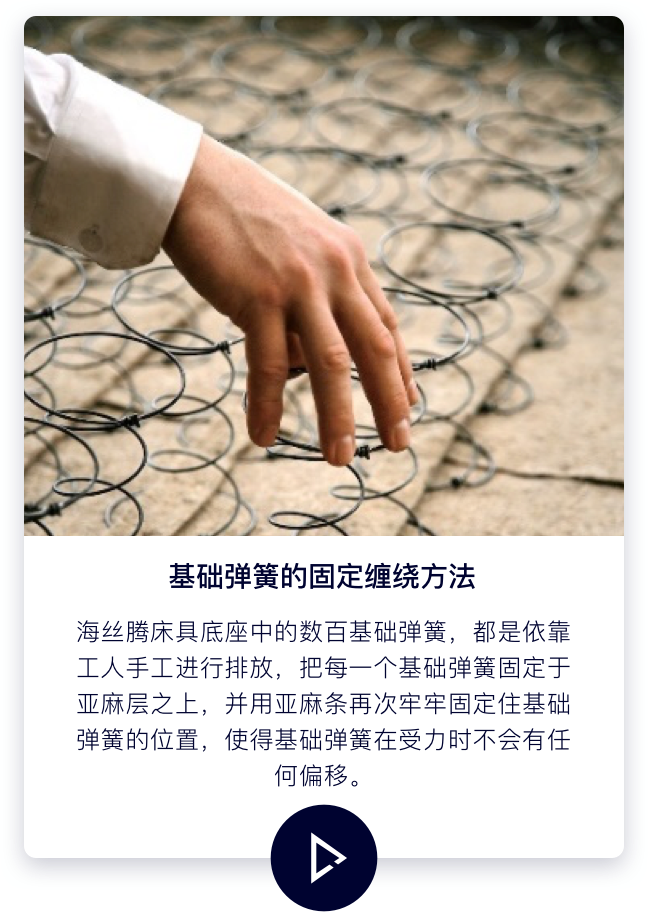 基础弹簧的固定缠绕方法
海丝腾床具底座中的数百基础弹簧，都是依靠
工人手工进行排放，把每一个基础弹簧固定于
亚麻层之上，并用亚麻条再次牢牢固定住基础
弹簧的位置，使得基础弹簧在受力时不会有任
何偏移。